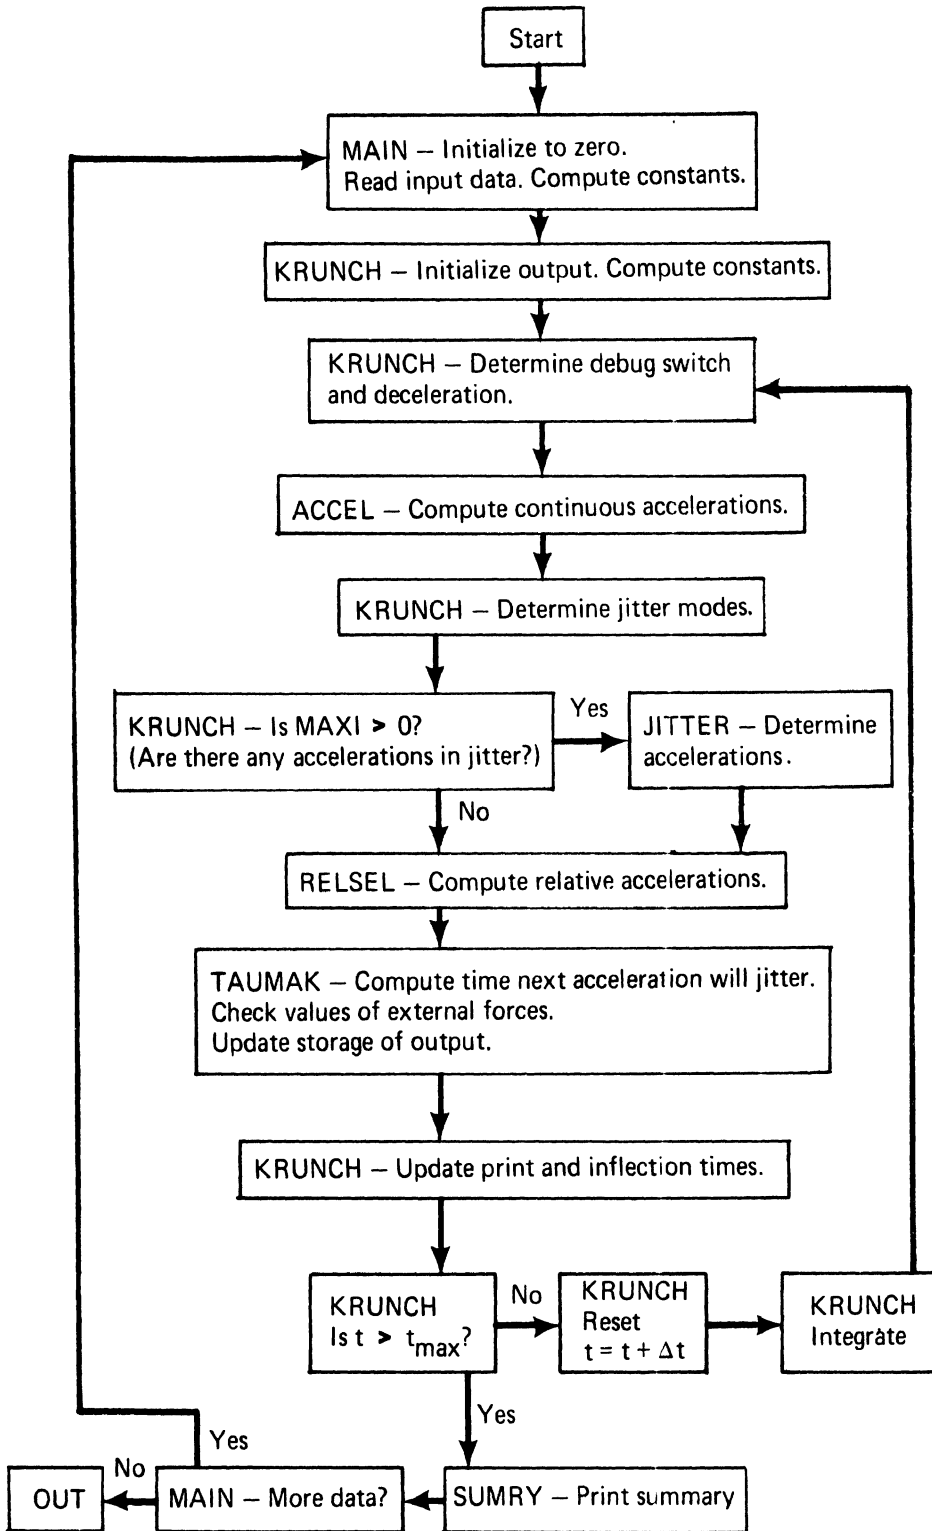 Start
MAIN – Initialize to zero.
Read input data. Compute constants.
KRUNCH – Initialize output. Compute constants.
KRUNCH – Determine debug switch
and deceleration.
ACCEL – Compute continuous accelerations.
KRUNCH – Determine jitter modes.
KRUNCH – Is MAXI > 0?
(Are there any accelerations in jitter?)
Yes
JITTER – Determine
accelerations.
No
RELSEL – Compute relative accelerations.
TAUMAK – Compute time next acceleration will jitter.
Check values of external forces.
Update storage of output.
KRUNCH – Update print and inflection times.
KRUNCH
Is t > tmax?
No
KRUNCH
Reset
t = t + Δt
KRUNCH
Integrate
Yes
Yes
No
OUT
MAIN – More data?
SUMRY – Print summary